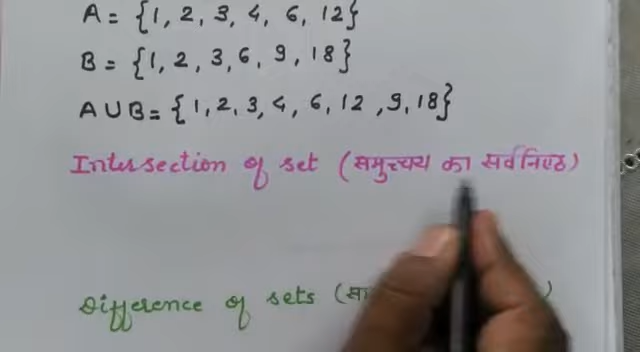 A = {1, 2, 3, 4, 6, 12}
B = {1, 2, 3, 6, 9, 18}
A ∪ B = {1, 2, 3, 4, 6, 12, 9, 18}
Intersection of set (समुच्चय का सर्वनिष्ठ)
Difference of sets (